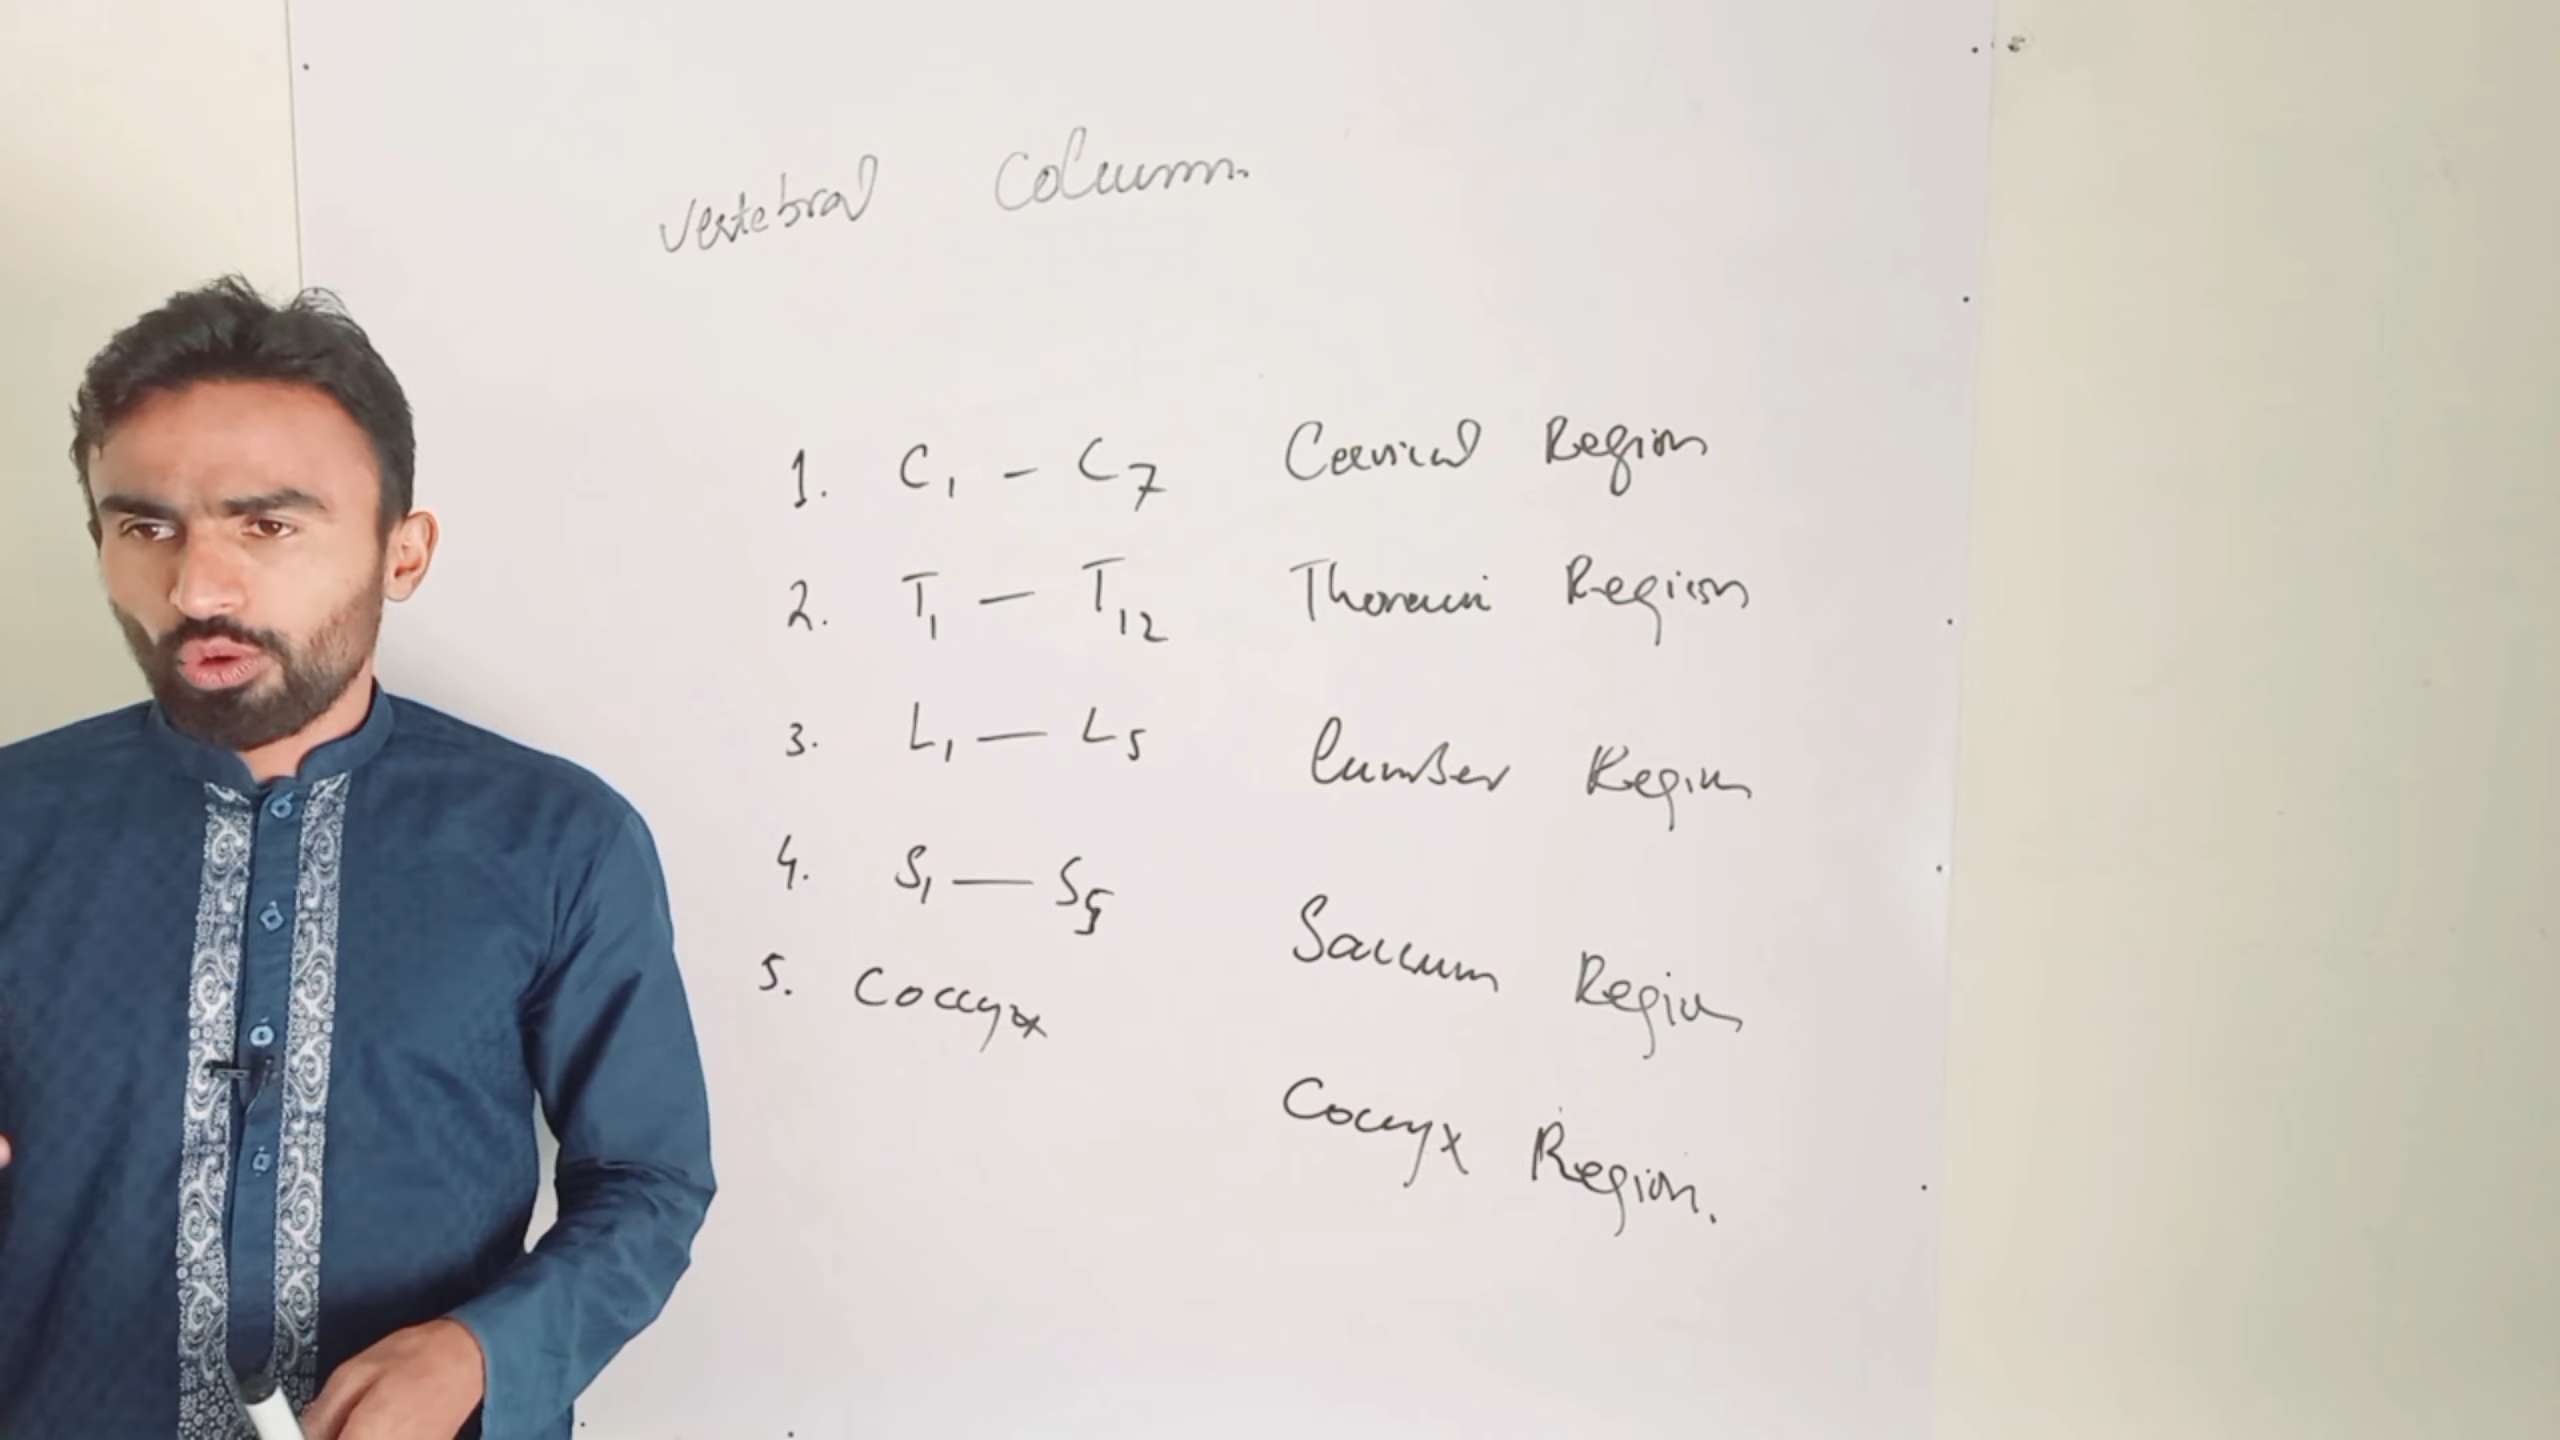 Vertebral Column.
1. C1 - C7 Cervical Region
2. T1 — T12 Thoracic Region
3. L1 — L5 lumber Region
4. S1 — S5 Sacrum Region
5. Coccyx
Coccyx Region.